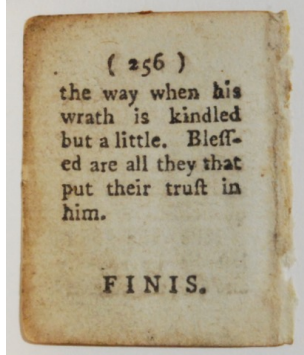 ( 256 )
the way when his
wrath is kindled
but a little. Bleſſ-
ed are all they that
put their truſt in
him.
FINIS.